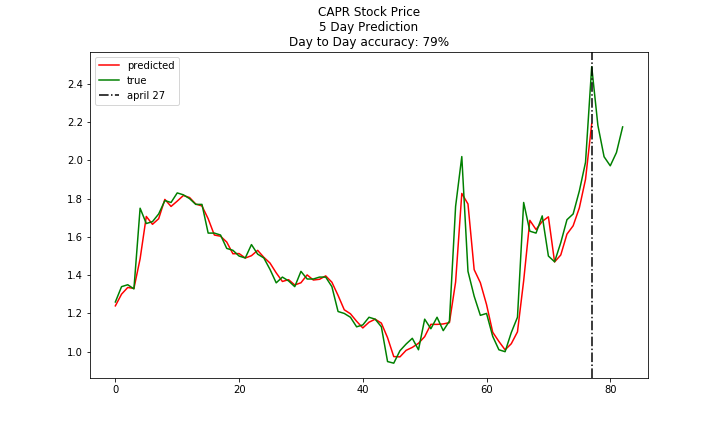 CAPR Stock Price
5 Day Prediction
Day to Day accuracy: 79%
predicted
true
april 27
2.4
2.2
2.0
1.8
1.6
1.4
1.2
1.0
0 20 40 60 80